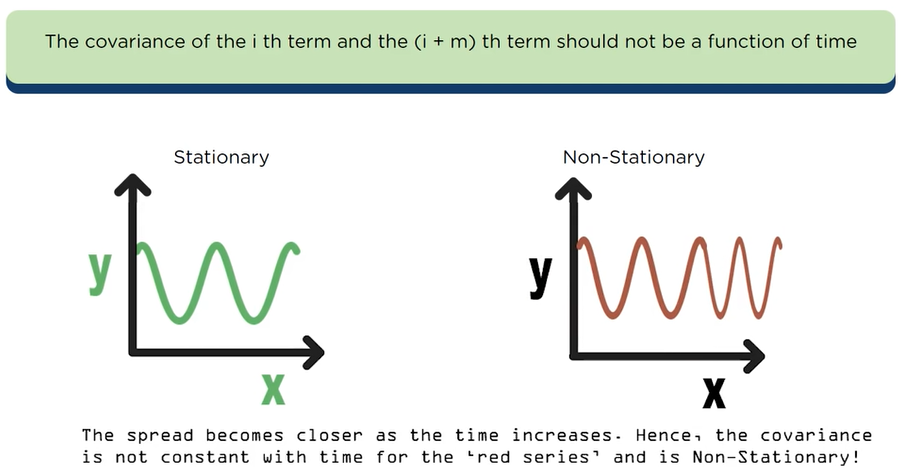 The covariance of the i th term and the (i + m) th term should not be a function of time
Stationary
Non-Stationary
y
x
y
x
The spread becomes closer as the time increases. Hence, the covariance
is not constant with time for the 'red series' and is Non-Stationary!